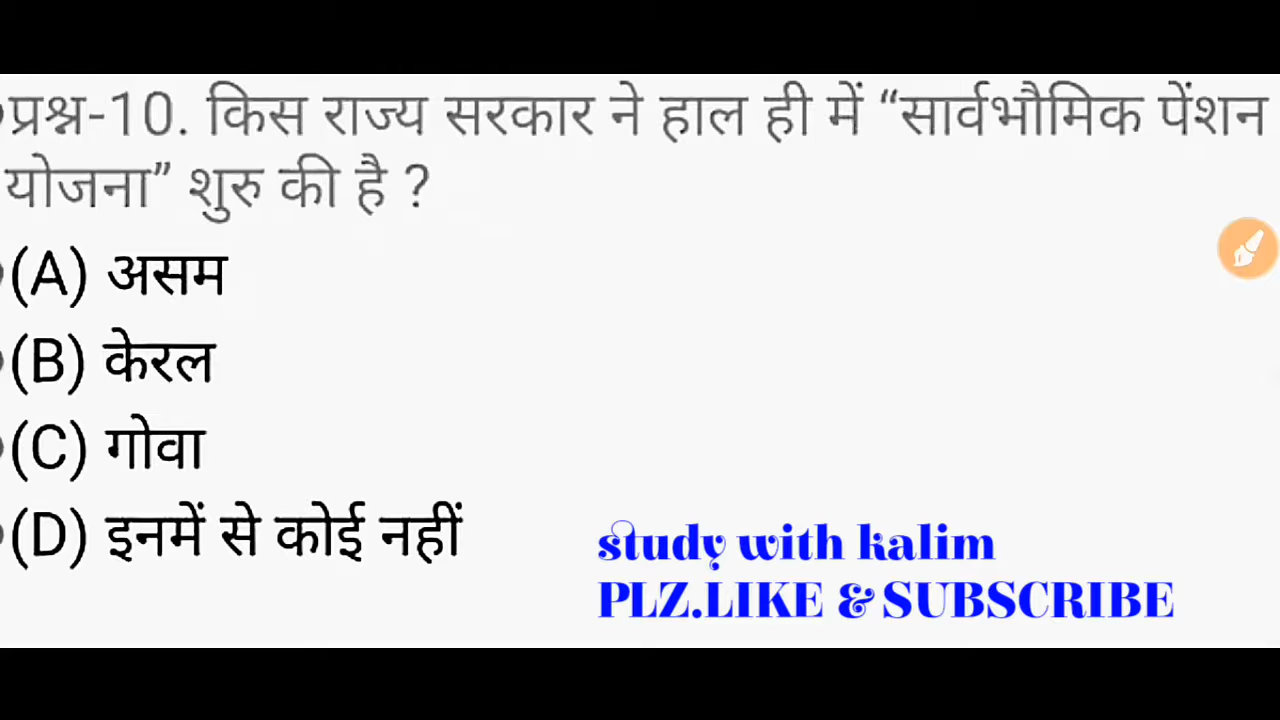 प्रश्न-10. किस राज्य सरकार ने हाल ही में “सार्वभौमिक पेंशन
योजना” शुरु की है ?
(A) असम
(B) केरल
(C) गोवा
(D) इनमें से कोई नहीं
study with kalim
PLZ.LIKE & SUBSCRIBE